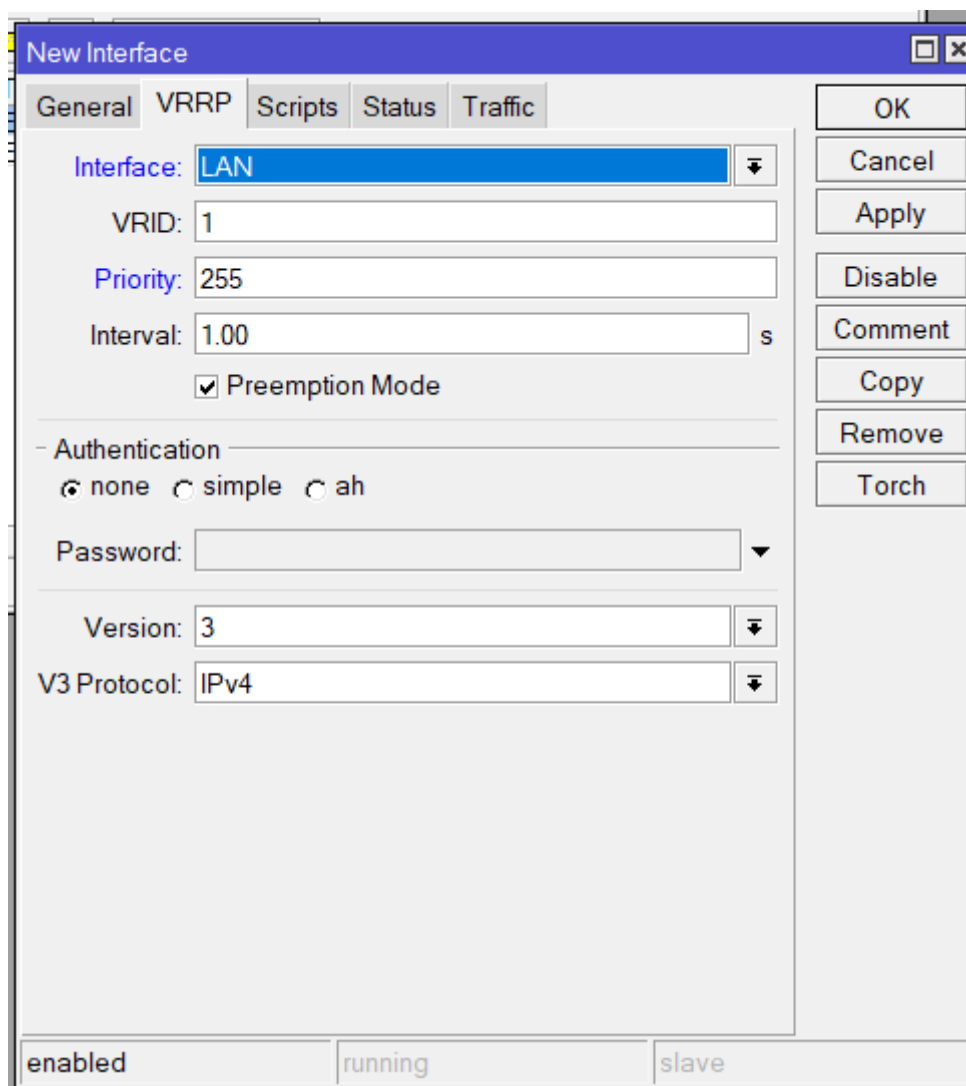 New Interface
General VRRP Scripts Status Traffic
OK
Interface: LAN
Cancel
VRID: 1
Apply
Priority: 255
Disable
Interval: 1.00 s
Comment
Preemption Mode
Copy
Remove
Authentication
none simple ah
Torch
Password:
Version: 3
V3 Protocol: IPv4
enabled running slave